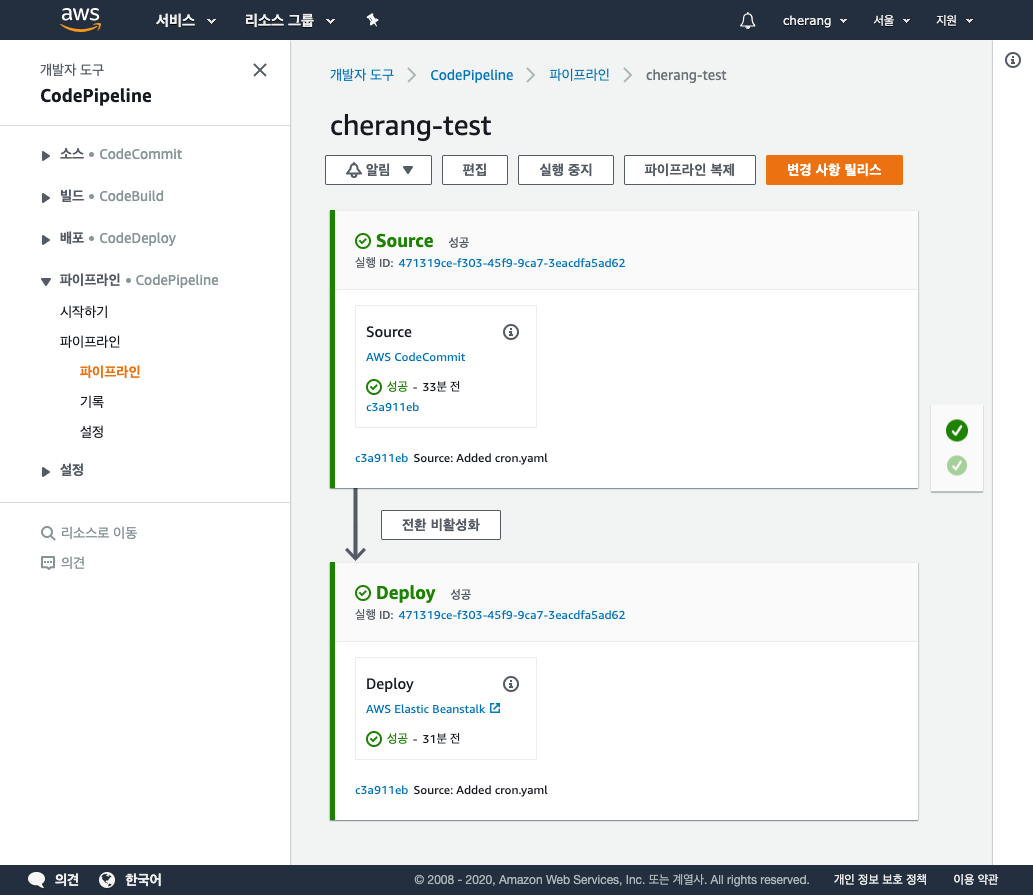 aws 서비스 리소스 그룹 cherang 서울 지원
개발자 도구
CodePipeline
소스 • CodeCommit
빌드 • CodeBuild
배포 • CodeDeploy
파이프라인 • CodePipeline
시작하기
파이프라인
파이프라인
기록
설정
설정
리소스로 이동
의견
개발자 도구 > CodePipeline > 파이프라인 > cherang-test
cherang-test
알림 ▼ 편집 실행 중지 파이프라인 복제 변경 사항 릴리스
Source 성공
실행 ID: 471319ce-f303-45f9-9ca7-3eacdfa5ad62
Source
AWS CodeCommit
성공 - 33분 전
c3a911eb
c3a911eb Source: Added cron.yaml
전환 비활성화
Deploy 성공
실행 ID: 471319ce-f303-45f9-9ca7-3eacdfa5ad62
Deploy
AWS Elastic Beanstalk
성공 - 31분 전
c3a911eb Source: Added cron.yaml
의견 한국어 © 2008 - 2020, Amazon Web Services, Inc. 또는 계열사. All rights reserved. 개인 정보 보호 정책 이용 약관